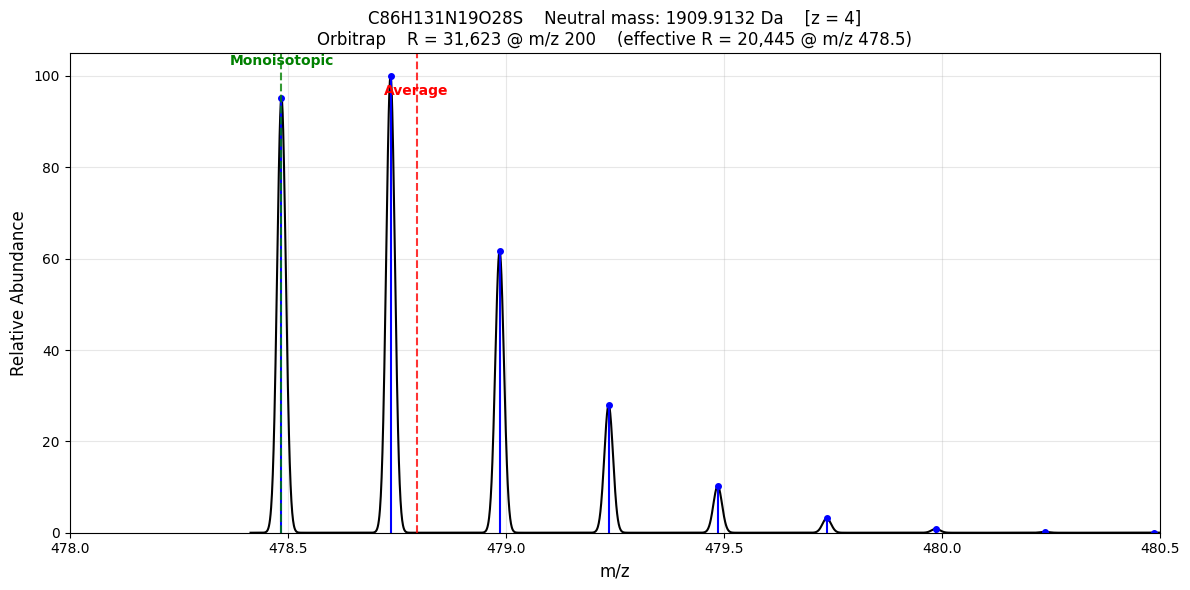 C86H131N19O28S    Neutral mass: 1909.9132 Da    [z = 4]
Orbitrap    R = 31,623 @ m/z 200    (effective R = 20,445 @ m/z 478.5)
Monoisotopic
Average
Relative Abundance
100
80
60
40
20
0
478.0
478.5
479.0
479.5
480.0
480.5
m/z